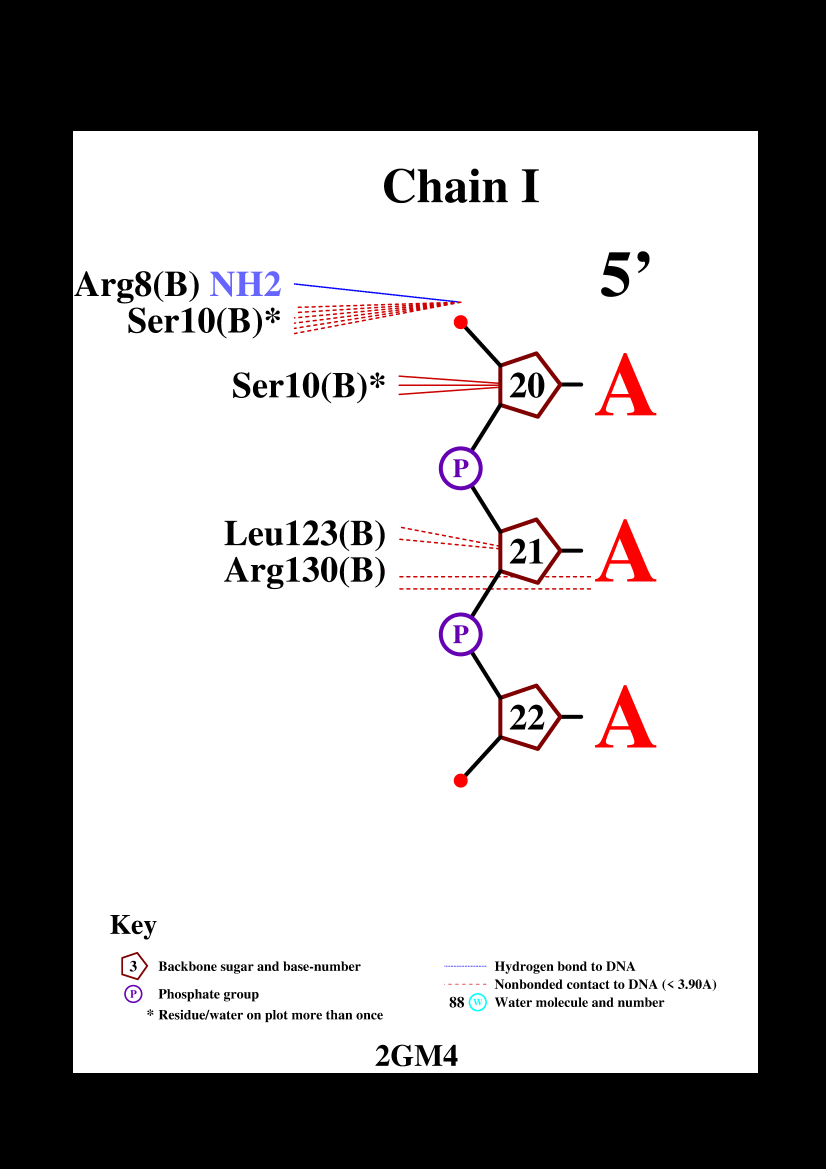 Chain I
5’
Arg8(B) NH2
Ser10(B)*
Ser10(B)*
20
A
P
Leu123(B)
21
A
Arg130(B)
P
22
A
Key
3 Backbone sugar and base-number
P Phosphate group
* Residue/water on plot more than once
Hydrogen bond to DNA
Nonbonded contact to DNA (< 3.90A)
88 W Water molecule and number
2GM4